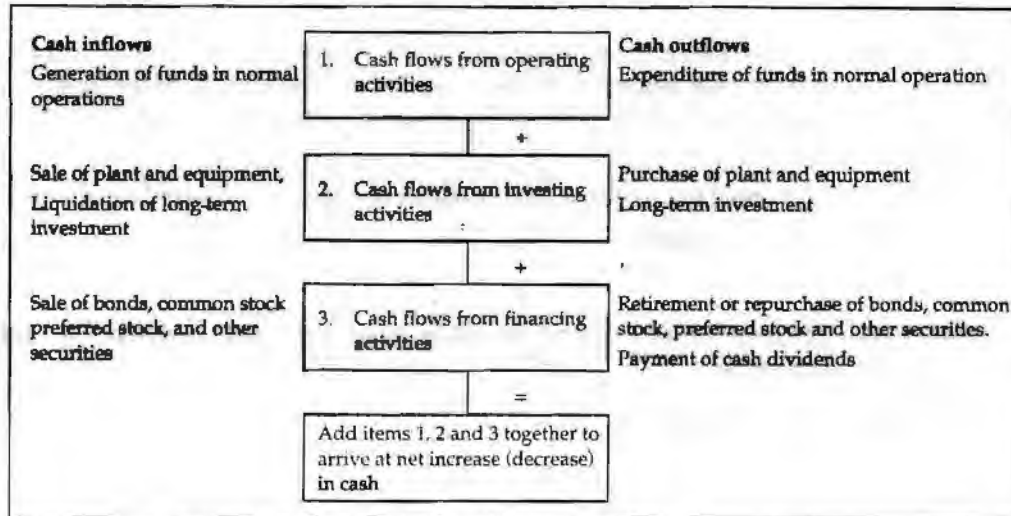 Cash inflows
Generation of funds in normal
operations
1. Cash flows from operating
activities
Cash outflows
Expenditure of funds in normal operation
+
Sale of plant and equipment,
Liquidation of long-term
investment
2. Cash flows from investing
activities
Purchase of plant and equipment
Long-term investment
+
Sale of bonds, common stock
preferred stock, and other
securities
3. Cash flows from financing
activities
Retirement or repurchase of bonds, common
stock, preferred stock and other securities.
Payment of cash dividends
=
Add items 1, 2 and 3 together to
arrive at net increase (decrease)
in cash